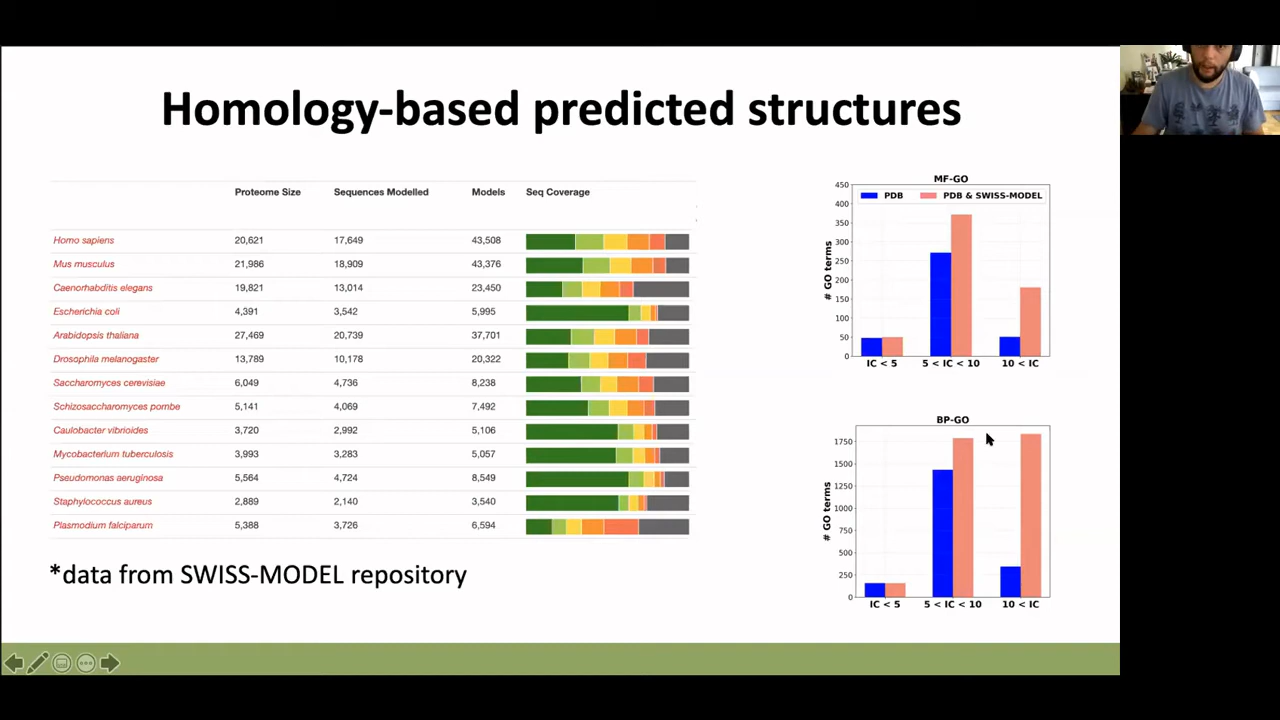 Homology-based predicted structures
Proteome Size Sequences Modelled Models Seq Coverage
Homo sapiens 20,621 17,649 43,508
Mus musculus 21,986 18,909 43,376
Caenorhabditis elegans 19,821 13,014 23,450
Escherichia coli 4,391 3,542 5,995
Arabidopsis thaliana 27,469 20,739 37,701
Drosophila melanogaster 13,789 10,178 20,322
Saccharomyces cerevisiae 6,049 4,736 8,238
Schizosaccharomyces pombe 5,141 4,069 7,492
Caulobacter vibrioides 3,720 2,992 5,106
Mycobacterium tuberculosis 3,993 3,283 5,057
Pseudomonas aeruginosa 5,564 4,724 8,549
Staphylococcus aureus 2,889 2,140 3,540
Plasmodium falciparum 5,388 3,726 6,594
*data from SWISS-MODEL repository
MF-GO
PDB PDB & SWISS-MODEL
# GO terms
450
400
350
300
250
200
150
100
50
0
IC < 5 5 < IC < 10 10 < IC
BP-GO
# GO terms
1750
1500
1250
1000
750
500
250
0
IC < 5 5 < IC < 10 10 < IC